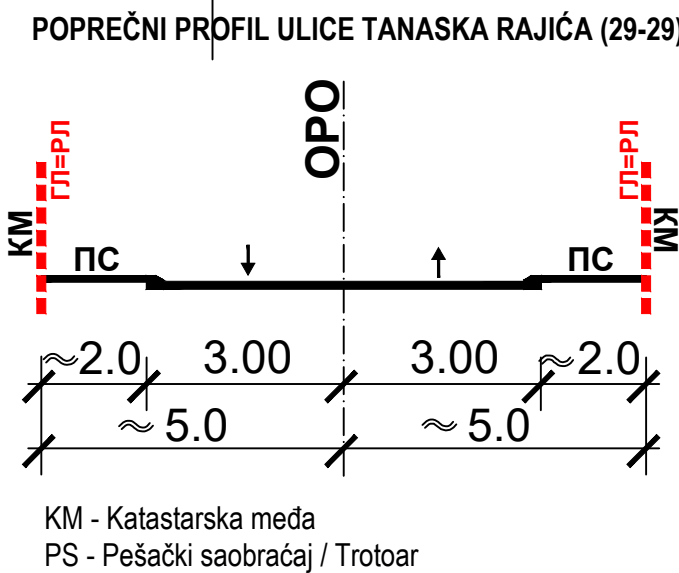 POPREČNI PROFIL ULICE TANASKA RAJIĆA (29-29)
ОРО
ГЛ=РЛ
ГЛ=РЛ
КМ
КМ
ПС
ПС
≈2.0 3.00 3.00 ≈2.0
≈ 5.0 ≈ 5.0
KM - Katastarska međa
PS - Pešački saobraćaj / Trotoar